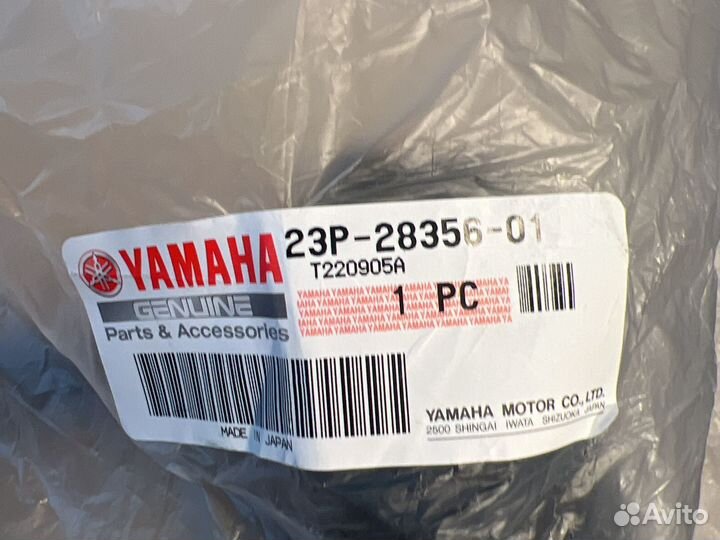 YAMAHA
GENUINE
Parts & Accessories
23P-28356-01
T220905A
YAMAHAYAMAHAYAMAHAYAMAHAYAMAHA
1 PC
MADE IN JAPAN
YAMAHA MOTOR CO., LTD.
2500 SHINGAI IWATA SHIZUOKA JAPAN
Avito